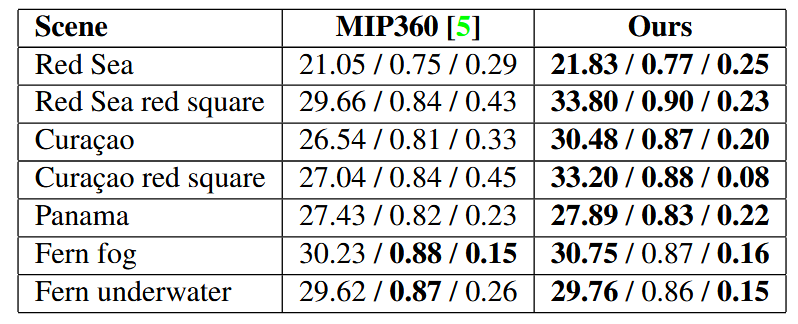 Scene MIP360 [5] Ours
Red Sea 21.05 / 0.75 / 0.29 21.83 / 0.77 / 0.25
Red Sea red square 29.66 / 0.84 / 0.43 33.80 / 0.90 / 0.23
Curaçao 26.54 / 0.81 / 0.33 30.48 / 0.87 / 0.20
Curaçao red square 27.04 / 0.84 / 0.45 33.20 / 0.88 / 0.08
Panama 27.43 / 0.82 / 0.23 27.89 / 0.83 / 0.22
Fern fog 30.23 / 0.88 / 0.15 30.75 / 0.87 / 0.16
Fern underwater 29.62 / 0.87 / 0.26 29.76 / 0.86 / 0.15